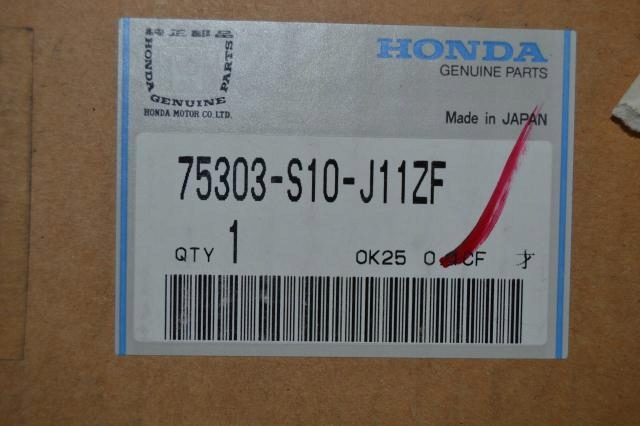 純正部品
HONDA PARTS
GENUINE
HONDA MOTOR CO. LTD.
HONDA
GENUINE PARTS
Made in JAPAN
75303-S10-J11ZF
QTY 1
OK25 CF